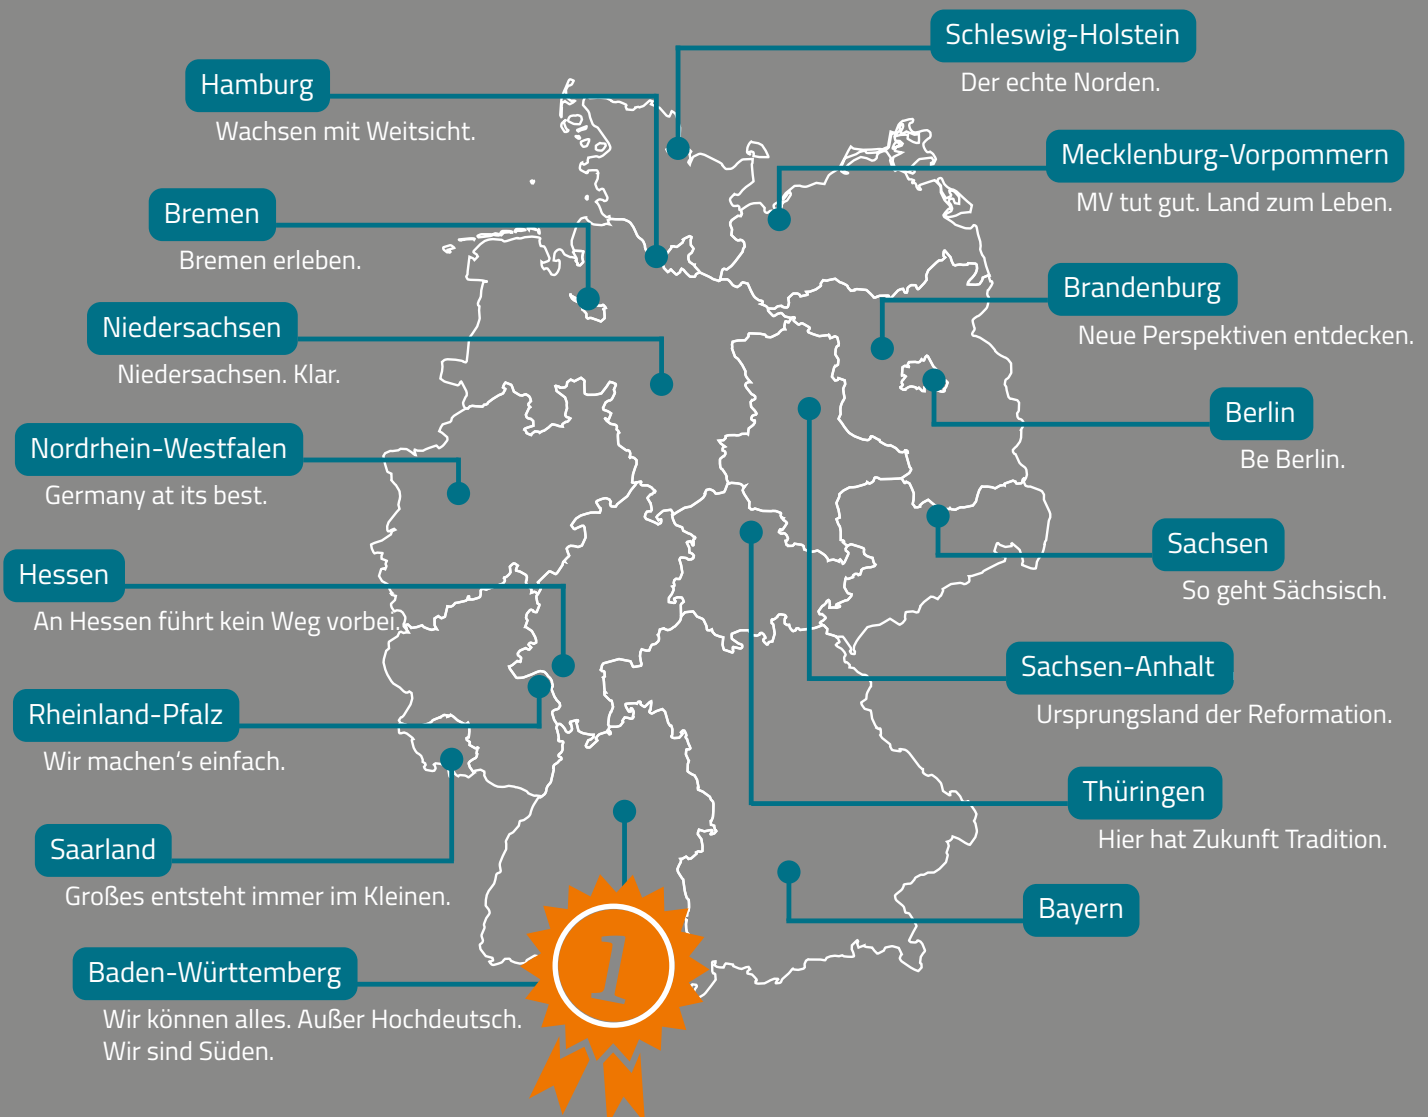 Schleswig-Holstein
Der echte Norden.
Hamburg
Wachsen mit Weitsicht.
Mecklenburg-Vorpommern
MV tut gut. Land zum Leben.
Bremen
Bremen erleben.
Brandenburg
Neue Perspektiven entdecken.
Niedersachsen
Niedersachsen. Klar.
Berlin
Be Berlin.
Nordrhein-Westfalen
Germany at its best.
Sachsen
So geht Sächsisch.
Hessen
An Hessen führt kein Weg vorbei.
Sachsen-Anhalt
Ursprungsland der Reformation.
Rheinland-Pfalz
Wir machen‘s einfach.
Thüringen
Hier hat Zukunft Tradition.
Saarland
Großes entsteht immer im Kleinen.
Bayern
Baden-Württemberg
Wir können alles. Außer Hochdeutsch.
Wir sind Süden.
1